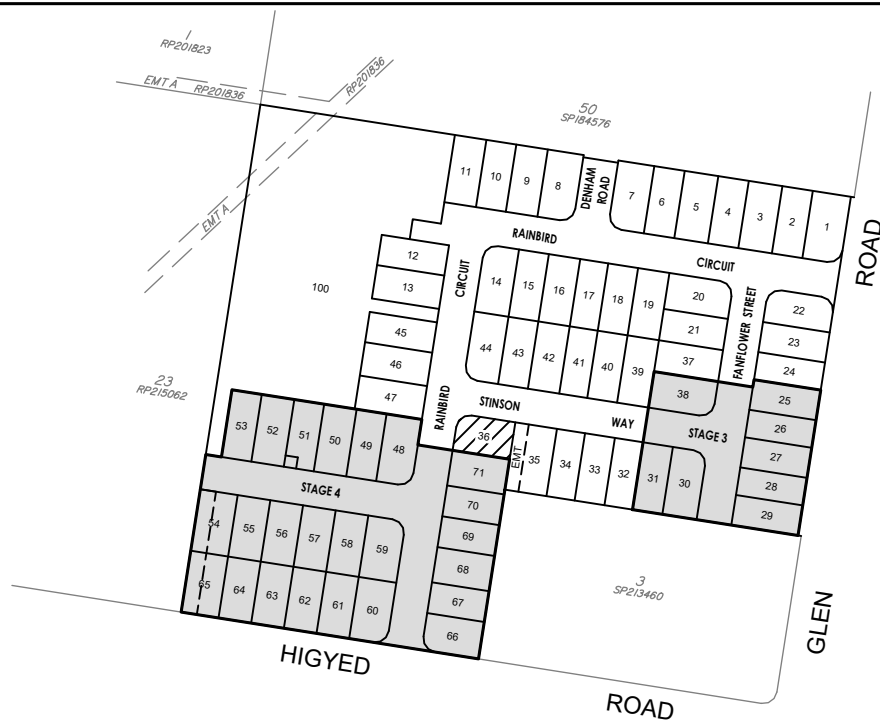 1
RP201823
EMT A RP201836
RP201836
EMT A
50
SP184576
11 10 9 8
DENHAM
ROAD
7 6 5 4 3 2 1
RAINBIRD
CIRCUIT
ROAD
12
13
100
CIRCUIT
14 15 16 17 18 19
20
21
22
23
24
FANFLOWER STREET
45
46
47
44 43 42 41 40 39
37
38
25
26
27
28
29
23
RP215062
RAINBIRD
STINSON
WAY
STAGE 3
36
EMT
35 34 33 32 31 30
53 52 51 50 49 48
71
70
69
68
67
66
STAGE 4
54 55 56 57 58 59
65 64 63 62 61 60
3
SP213460
GLEN
HIGYED
ROAD